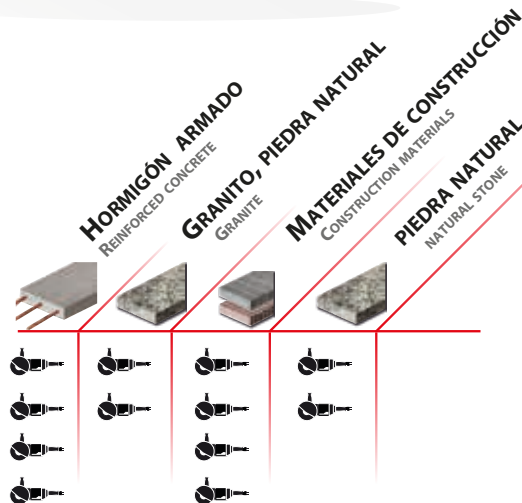 HORMIGÓN ARMADO
REINFORCED CONCRETE
GRANITO, PIEDRA NATURAL
GRANITE
MATERIALES DE CONSTRUCCIÓN
CONSTRUCTION MATERIALS
PIEDRA NATURAL
NATURAL STONE